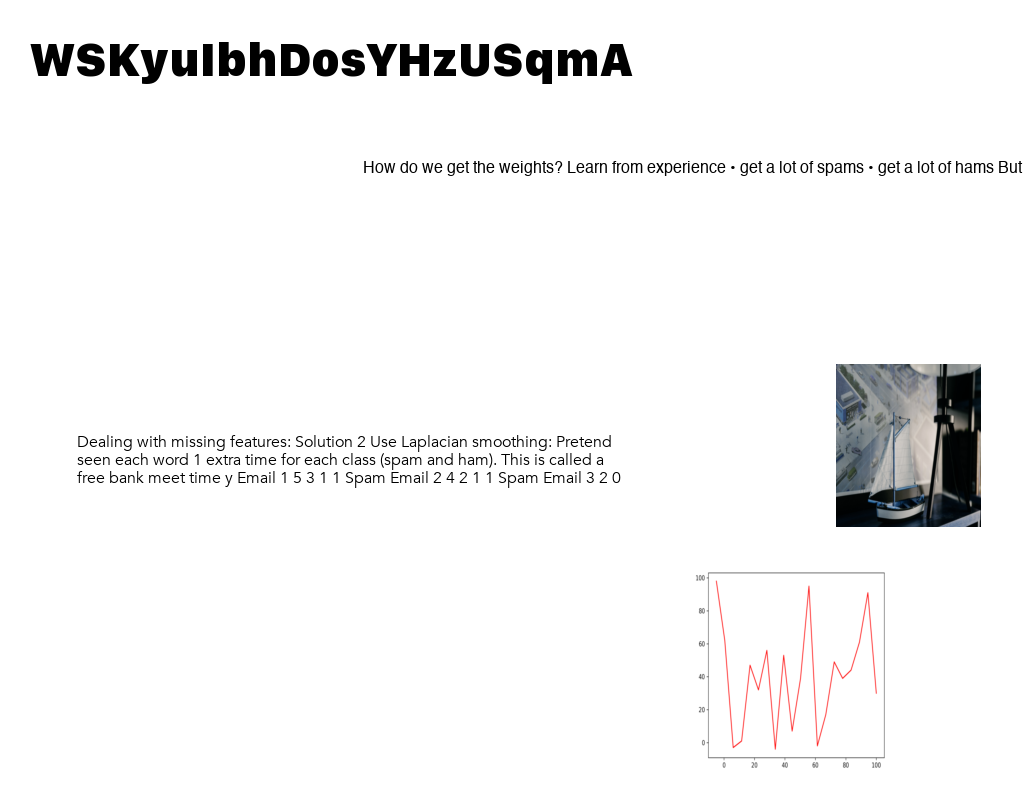 WSKyuIbhDosYHzUSqmA
How do we get the weights? Learn from experience • get a lot of spams • get a lot of hams But
Dealing with missing features: Solution 2 Use Laplacian smoothing: Pretend
seen each word 1 extra time for each class (spam and ham). This is called a
free bank meet time y Email 1 5 3 1 1 Spam Email 2 4 2 1 1 Spam Email 3 2 0
100
80
60
40
20
0
0 20 40 60 80 100